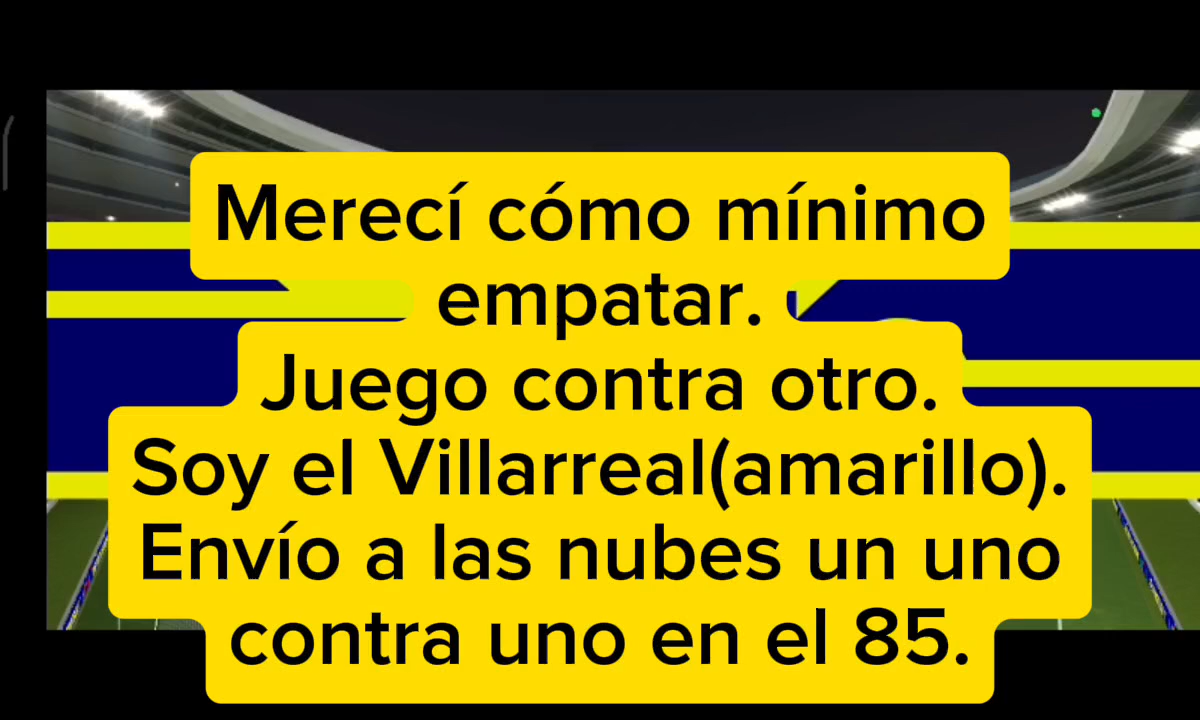 Merecí cómo mínimo
empatar.
Juego contra otro.
Soy el Villarreal(amarillo).
Envío a las nubes un uno
contra uno en el 85.